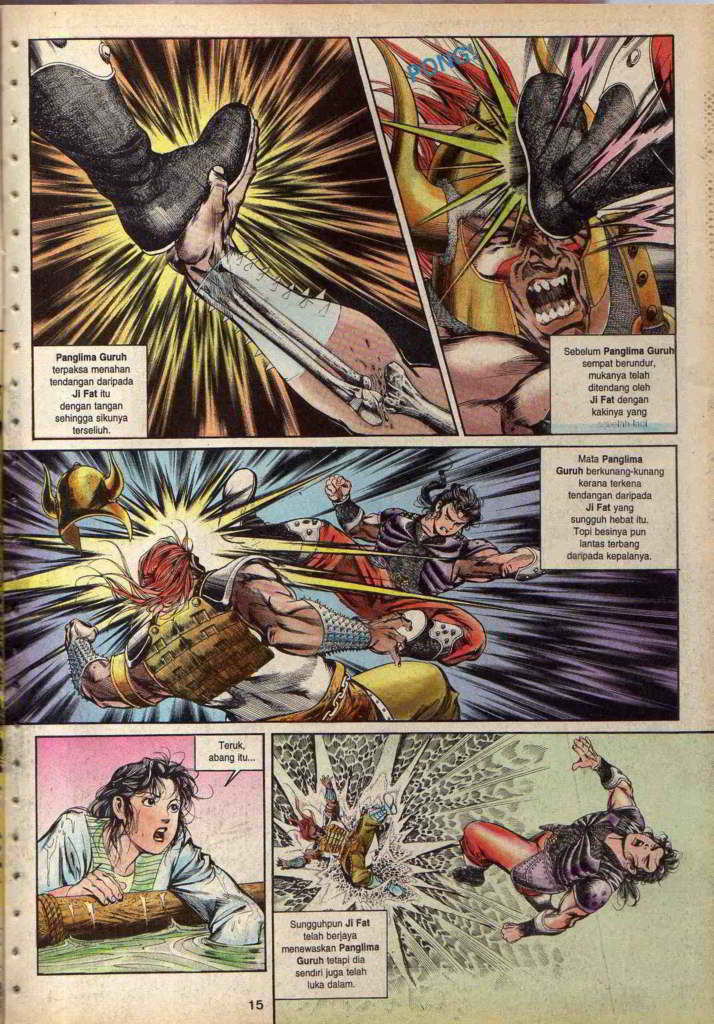 Panglima Guruh
terpaksa menahan
tendangan daripada
Ji Fat itu
dengan tangan
sehingga sikunya
terseliuh.
PONG!
Sebelum Panglima Guruh
sempat berundur,
mukanya telah
ditendang oleh
Ji Fat dengan
kakinya yang
sebelah lagi
Mata Panglima
Guruh berkunang-kunang
kerana terkena
tendangan daripada
Ji Fat yang
sungguh hebat itu.
Topi besinya pun
lantas terbang
daripada kepalanya.
Teruk,
abang itu...
Sungguhpun Ji Fat
telah berjaya
menewaskan Panglima
Guruh tetapi dia
sendiri juga telah
luka dalam.
15